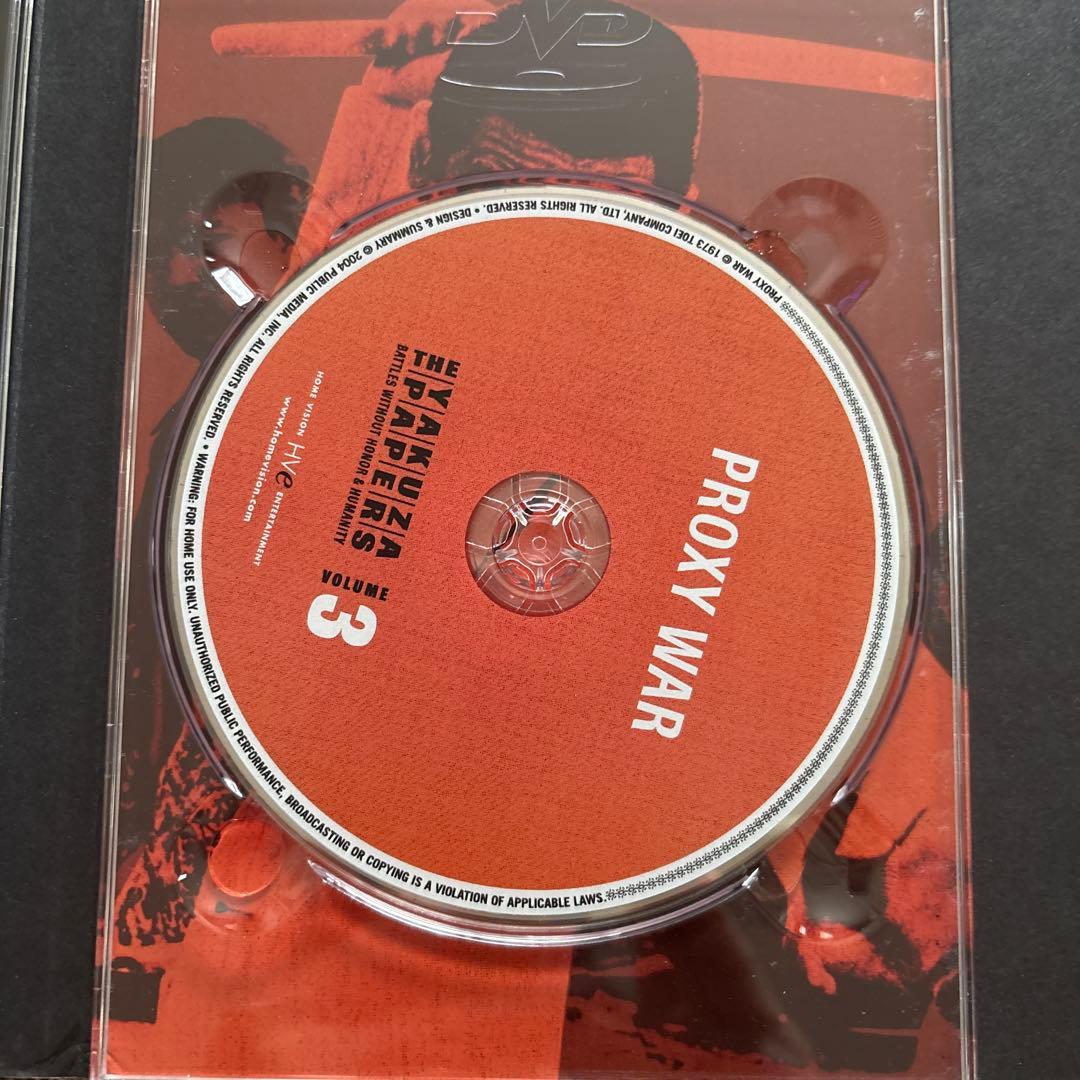 DVD
PROXY WAR
THE YAKUZA
PAPERS
BATTLES WITHOUT HONOR & HUMANITY
VOLUME
3
HOME VISION HVe ENTERTAINMENT
www.homevision.com
PROXY WAR © 1973 TOEI COMPANY, LTD. ALL RIGHTS RESERVED. • DESIGN & SUMMARY © 2004 PUBLIC MEDIA, INC. ALL RIGHTS RESERVED. • WARNING: FOR HOME USE ONLY. UNAUTHORIZED PUBLIC PERFORMANCE, BROADCASTING OR COPYING IS A VIOLATION OF APPLICABLE LAWS.